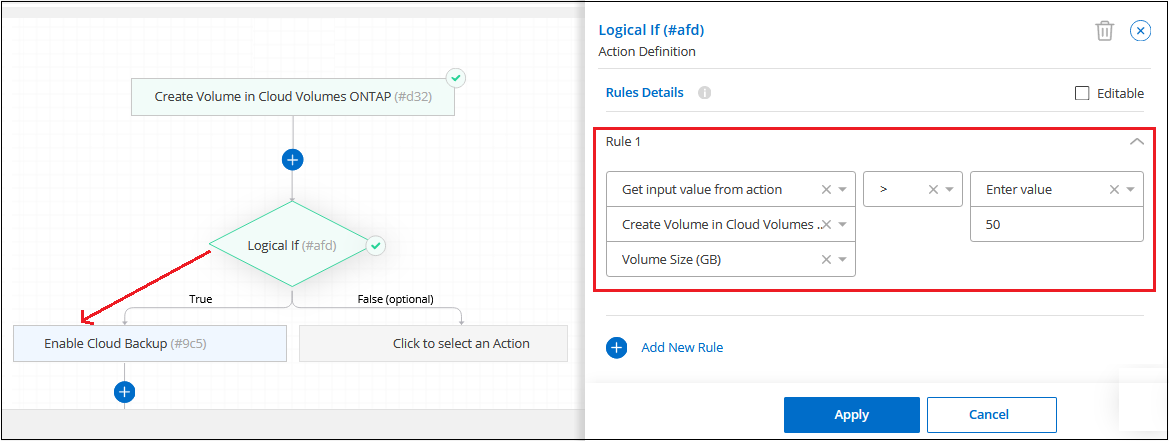 Create Volume in Cloud Volumes ONTAP (#d32)
Logical If (#afd)
True
False (optional)
Enable Cloud Backup (#9c5)
Click to select an Action
Logical If (#afd)
Action Definition
Rules Details
Editable
Rule 1
Get input value from action
>
Enter value
Create Volume in Cloud Volumes ..
50
Volume Size (GB)
Add New Rule
Apply
Cancel